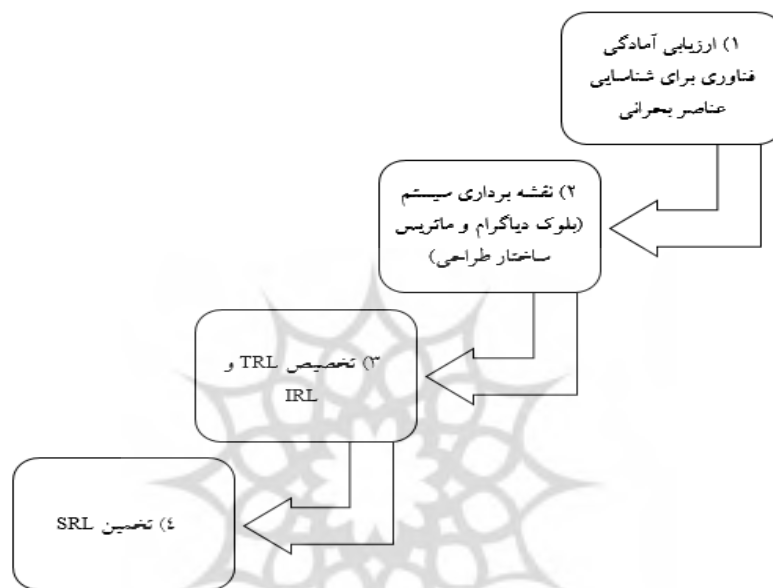 ۱) ارزیابی آمادگی
فناوری برای شناسایی
عناصر بحرانی
۲) نقشه برداری سیستم
(بلوک دیاگرام و ماتریس
ساختار طراحی)
۳) تخصیص TRL و
IRL
٤) تخمین SRL